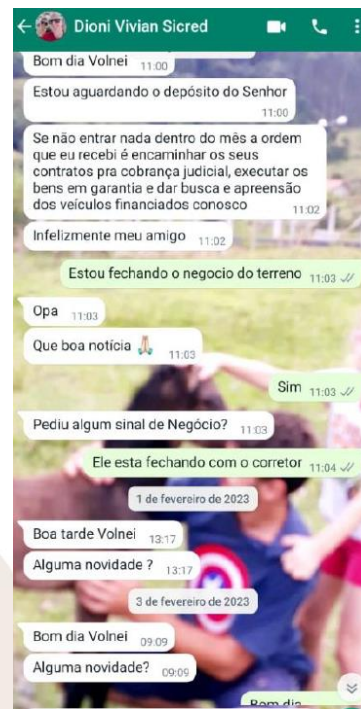 Dioni Vivian Sicred
Bom dia Volnei 11:00
Estou aguardando o depósito do Senhor
11:00
Se não entrar nada dentro do mês a ordem
que eu recebi é encaminhar os seus
contratos pra cobrança judicial, executar os
bens em garantia e dar busca e apreensão
dos veículos financiados conosco 11:02
Infelizmente meu amigo 11:02
Estou fechando o negocio do terreno 11:03
Opa 11:03
Que boa notícia 🙏🏻 11:03
Sim 11:03
Pediu algum sinal de Negócio? 11:03
Ele esta fechando com o corretor 11:04
1 de fevereiro de 2023
Boa tarde Volnei 13:17
Alguma novidade ? 13:17
3 de fevereiro de 2023
Bom dia Volnei 09:09
Alguma novidade? 09:09
Bom dia